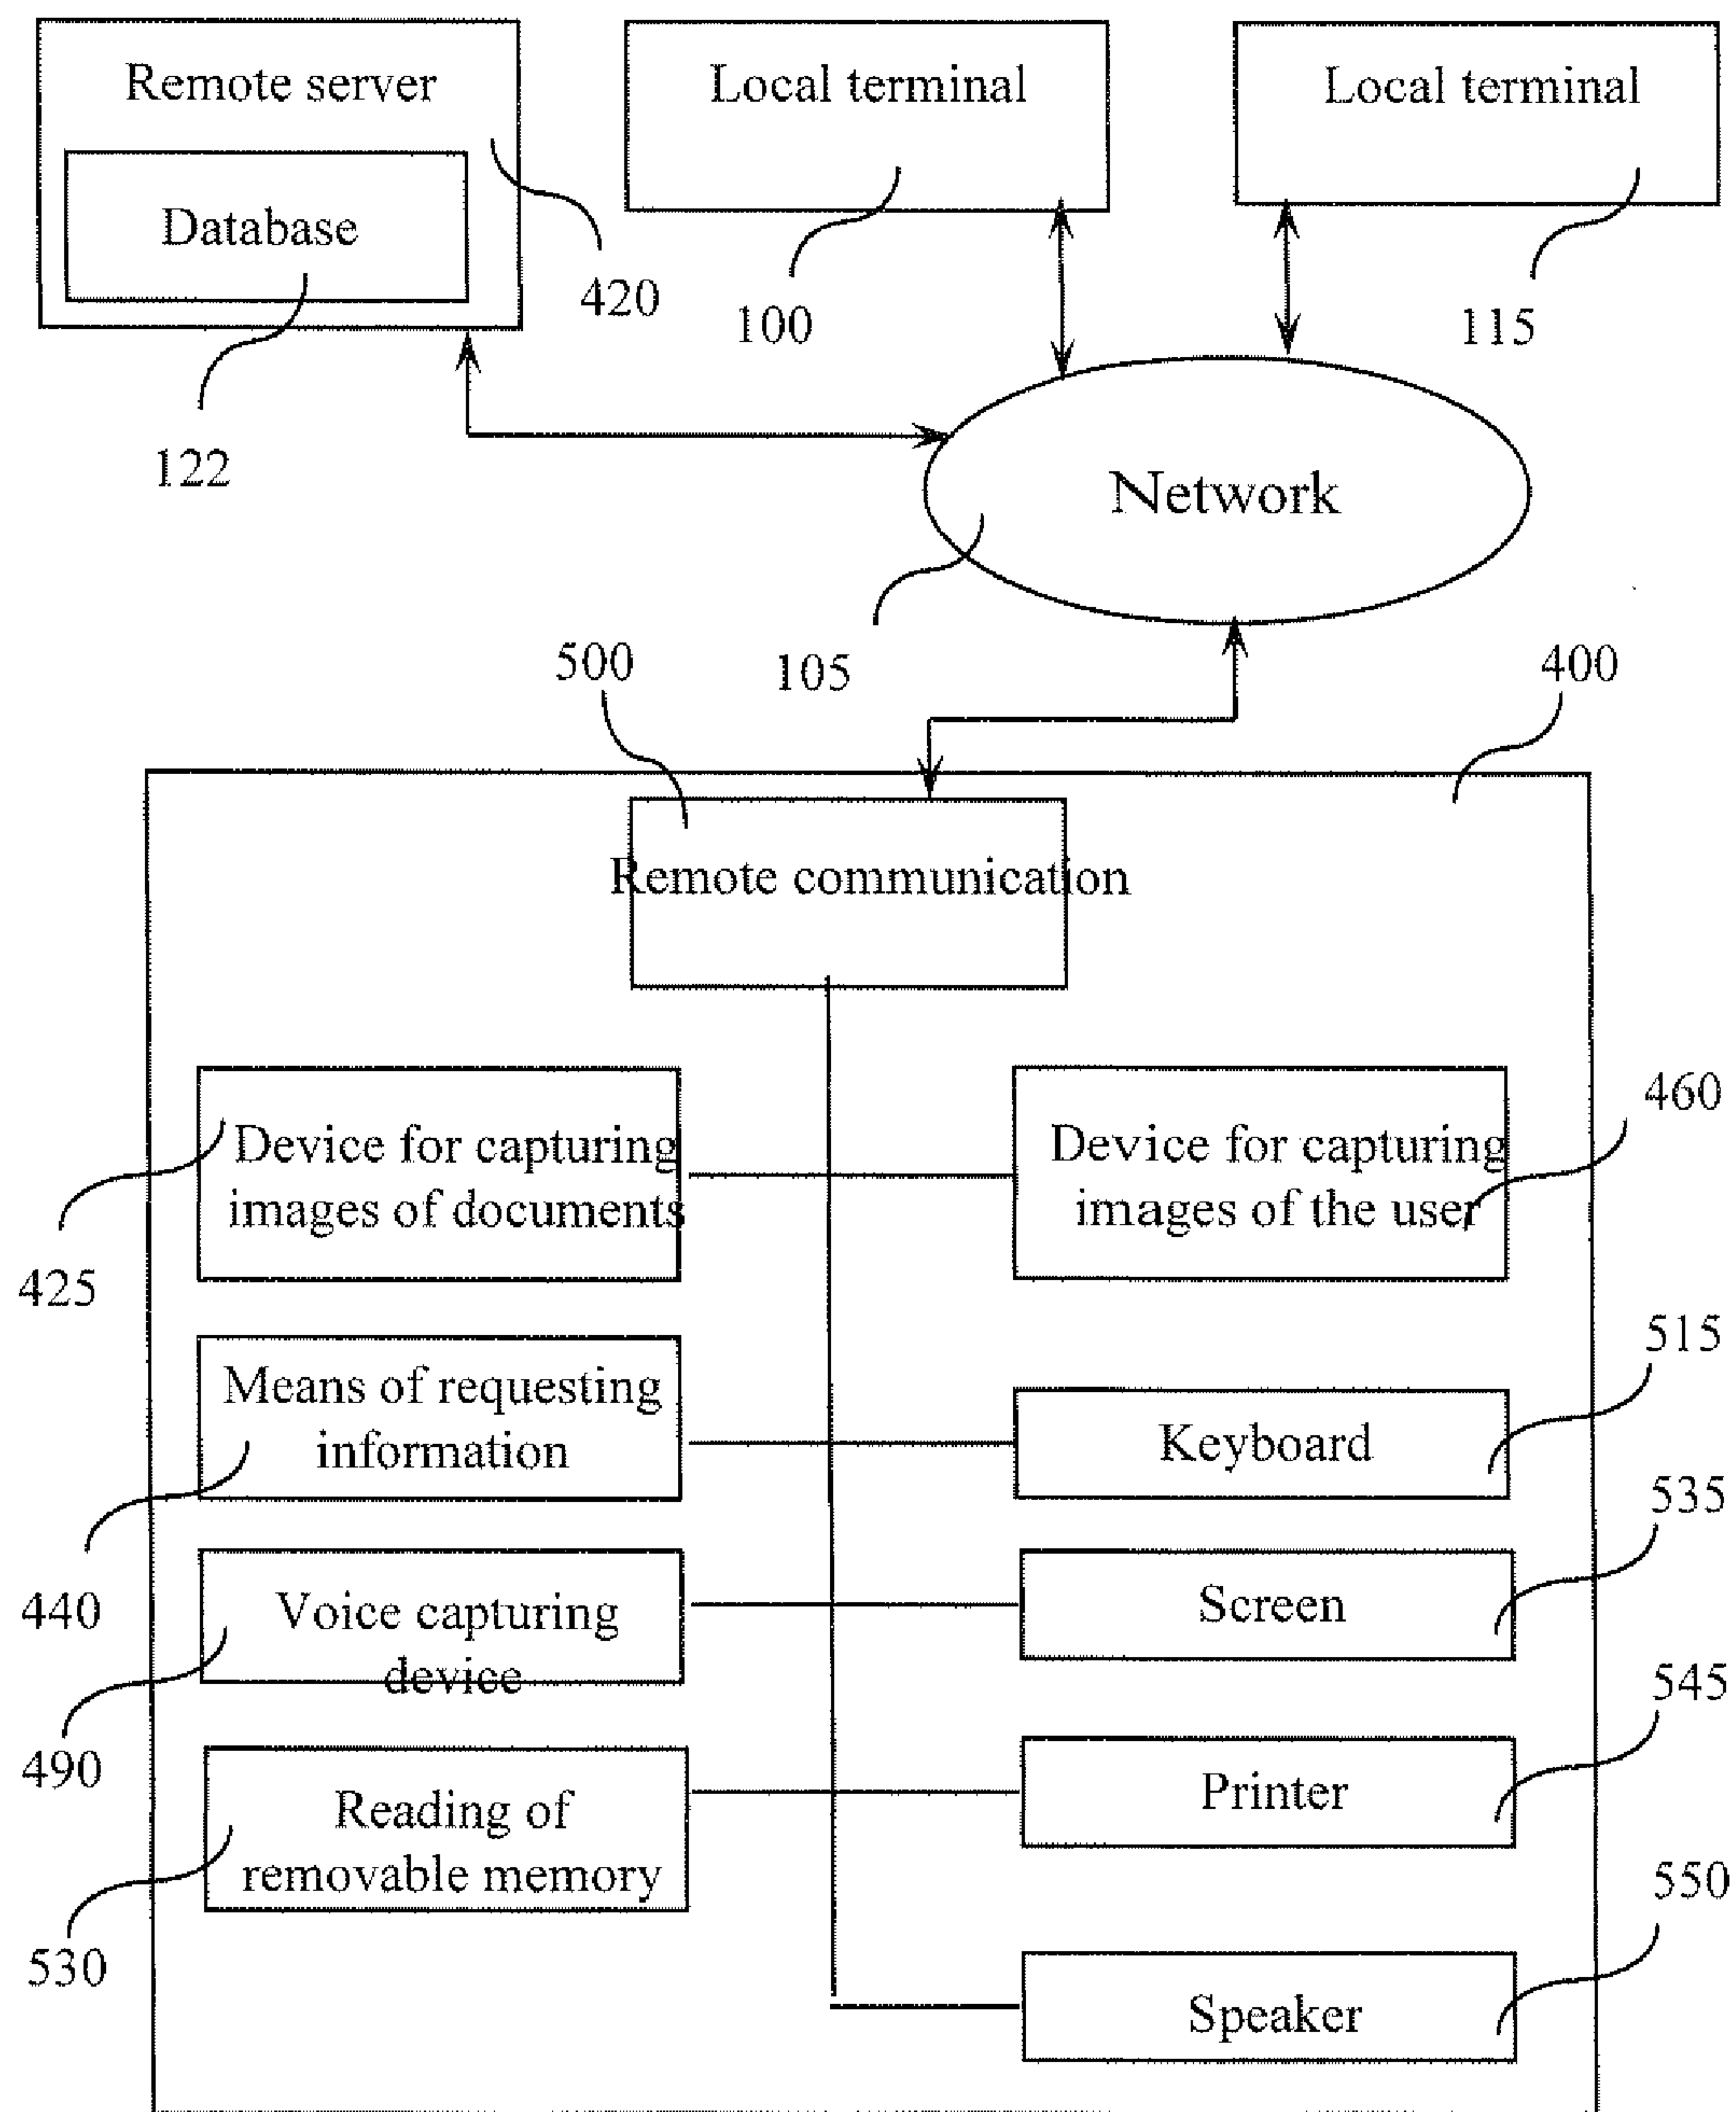 Remote server
Local terminal
Local terminal
Database
420
100
115
122
Network
500
105
400
Remote communication
Device for capturing
images of documents
Device for capturing
images of the user
460
425
Means of requesting
information
515
Keyboard
535
440
Voice capturing
device
Screen
545
490
Reading of
removable memory
Printer
550
530
Speaker